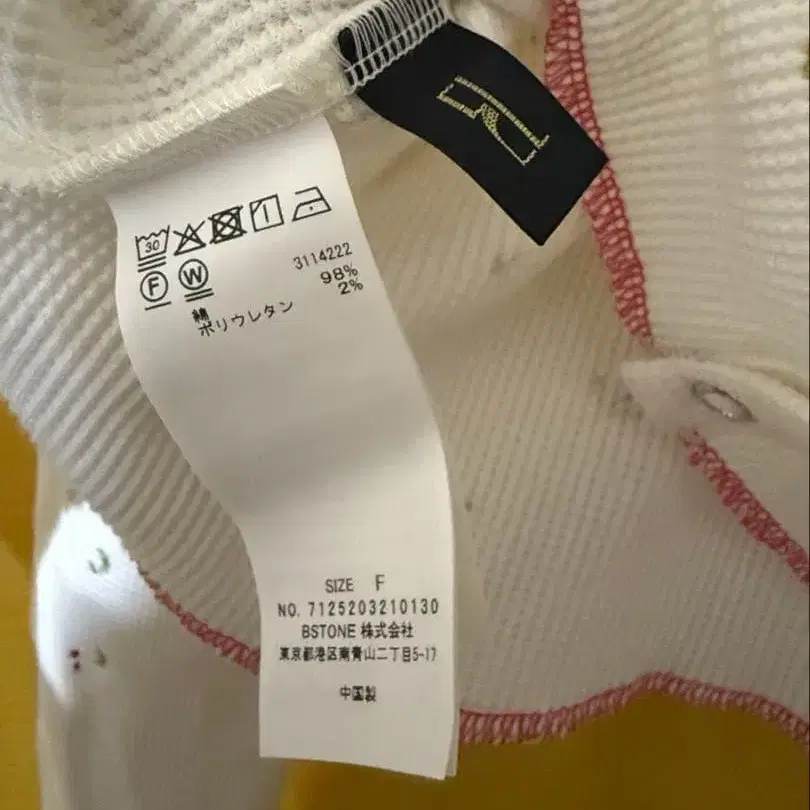 R
30
F W
3114222
綿 98%
ポリウレタン 2%
SIZE F
NO. 7125203210130
BSTONE 株式会社
東京都港区南青山二丁目5-17
中国製